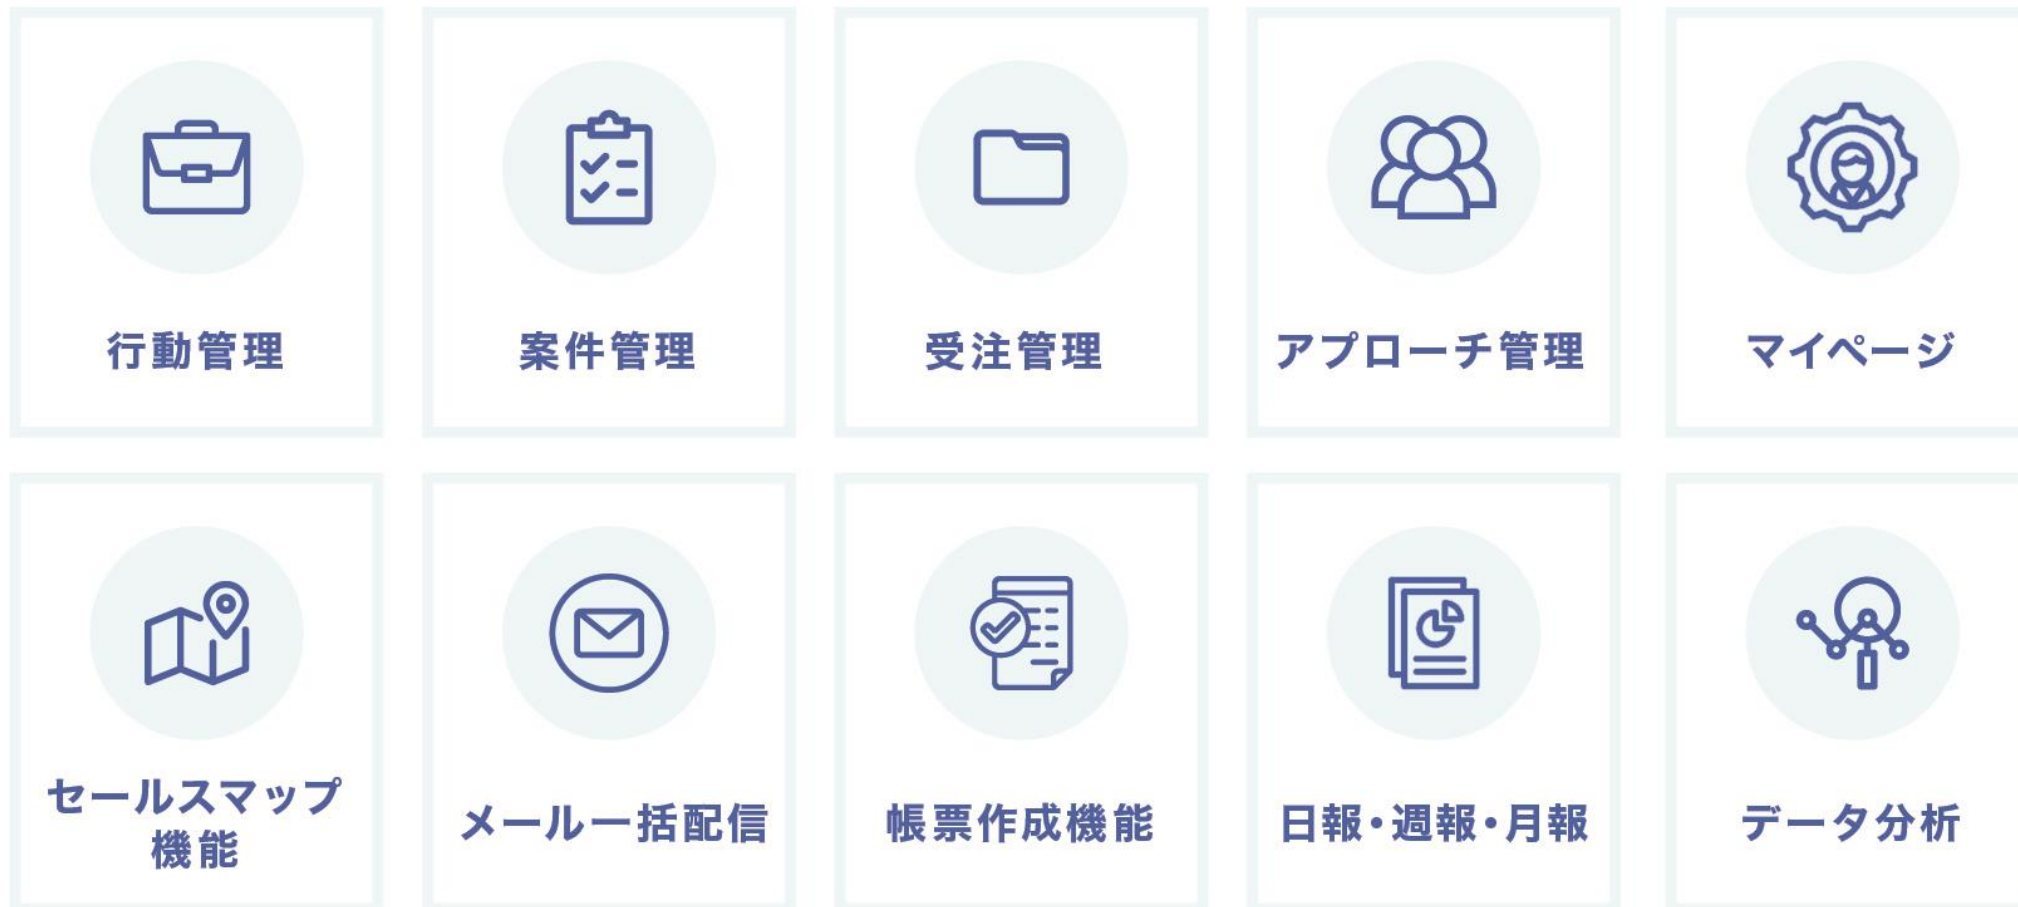 行動管理
案件管理
受注管理
アプローチ管理
マイページ
セールスマップ
機能
メール一括配信
帳票作成機能
日報・週報・月報
データ分析